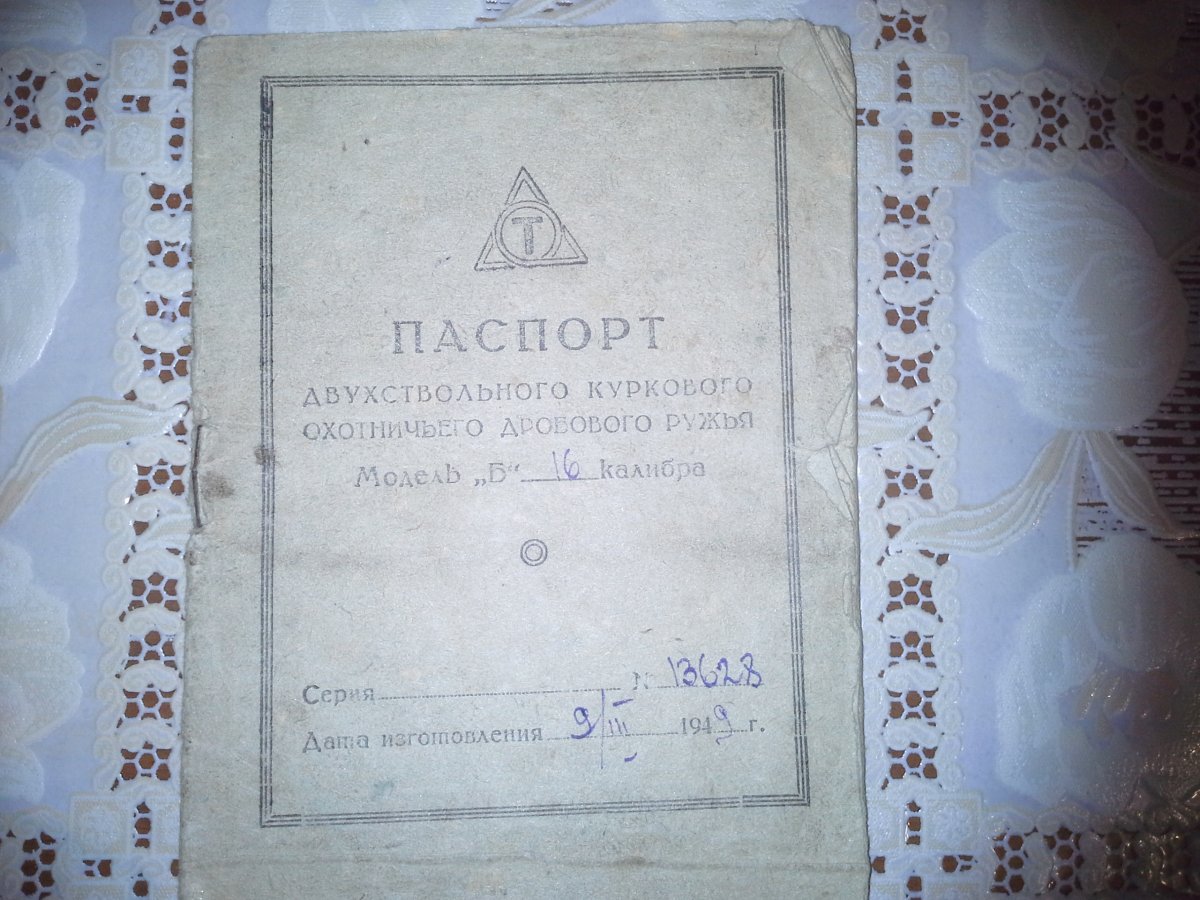 Т
ПАСПОРТ
ДВУХСТВОЛЬНОГО КУРКОВОГО
ОХОТНИЧЬЕГО ДРОБОВОГО РУЖЬЯ
Модель „Б“ 16 калибра
Серия № 13628
Дата изготовления 9/III 1949 г.